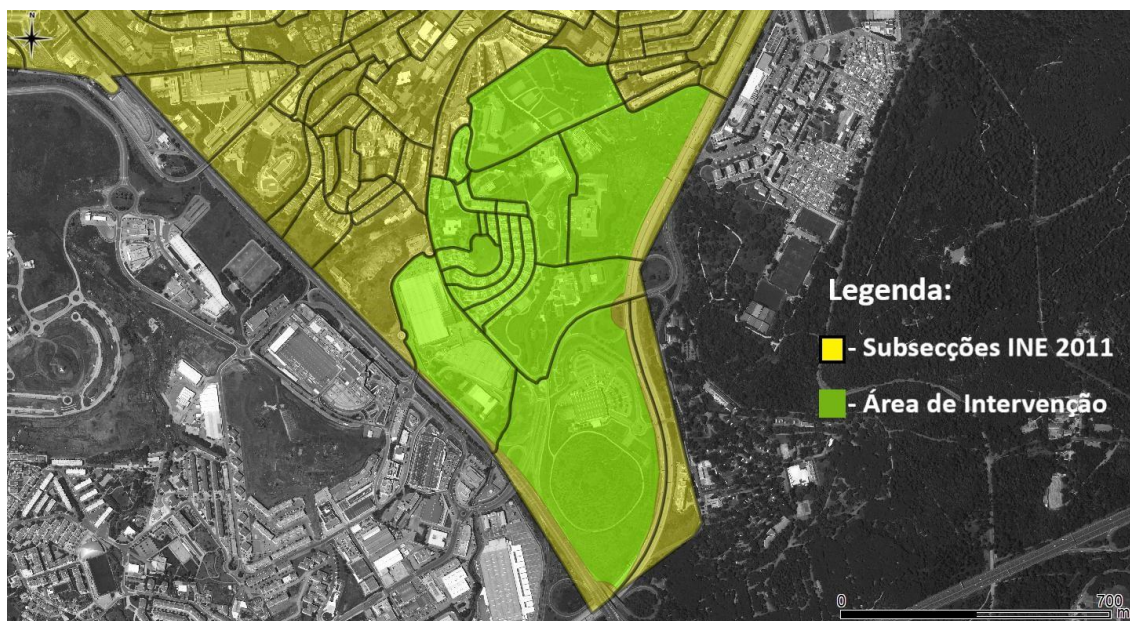 N
Legenda:
- Subsecções INE 2011
- Área de Intervenção
0 700
m